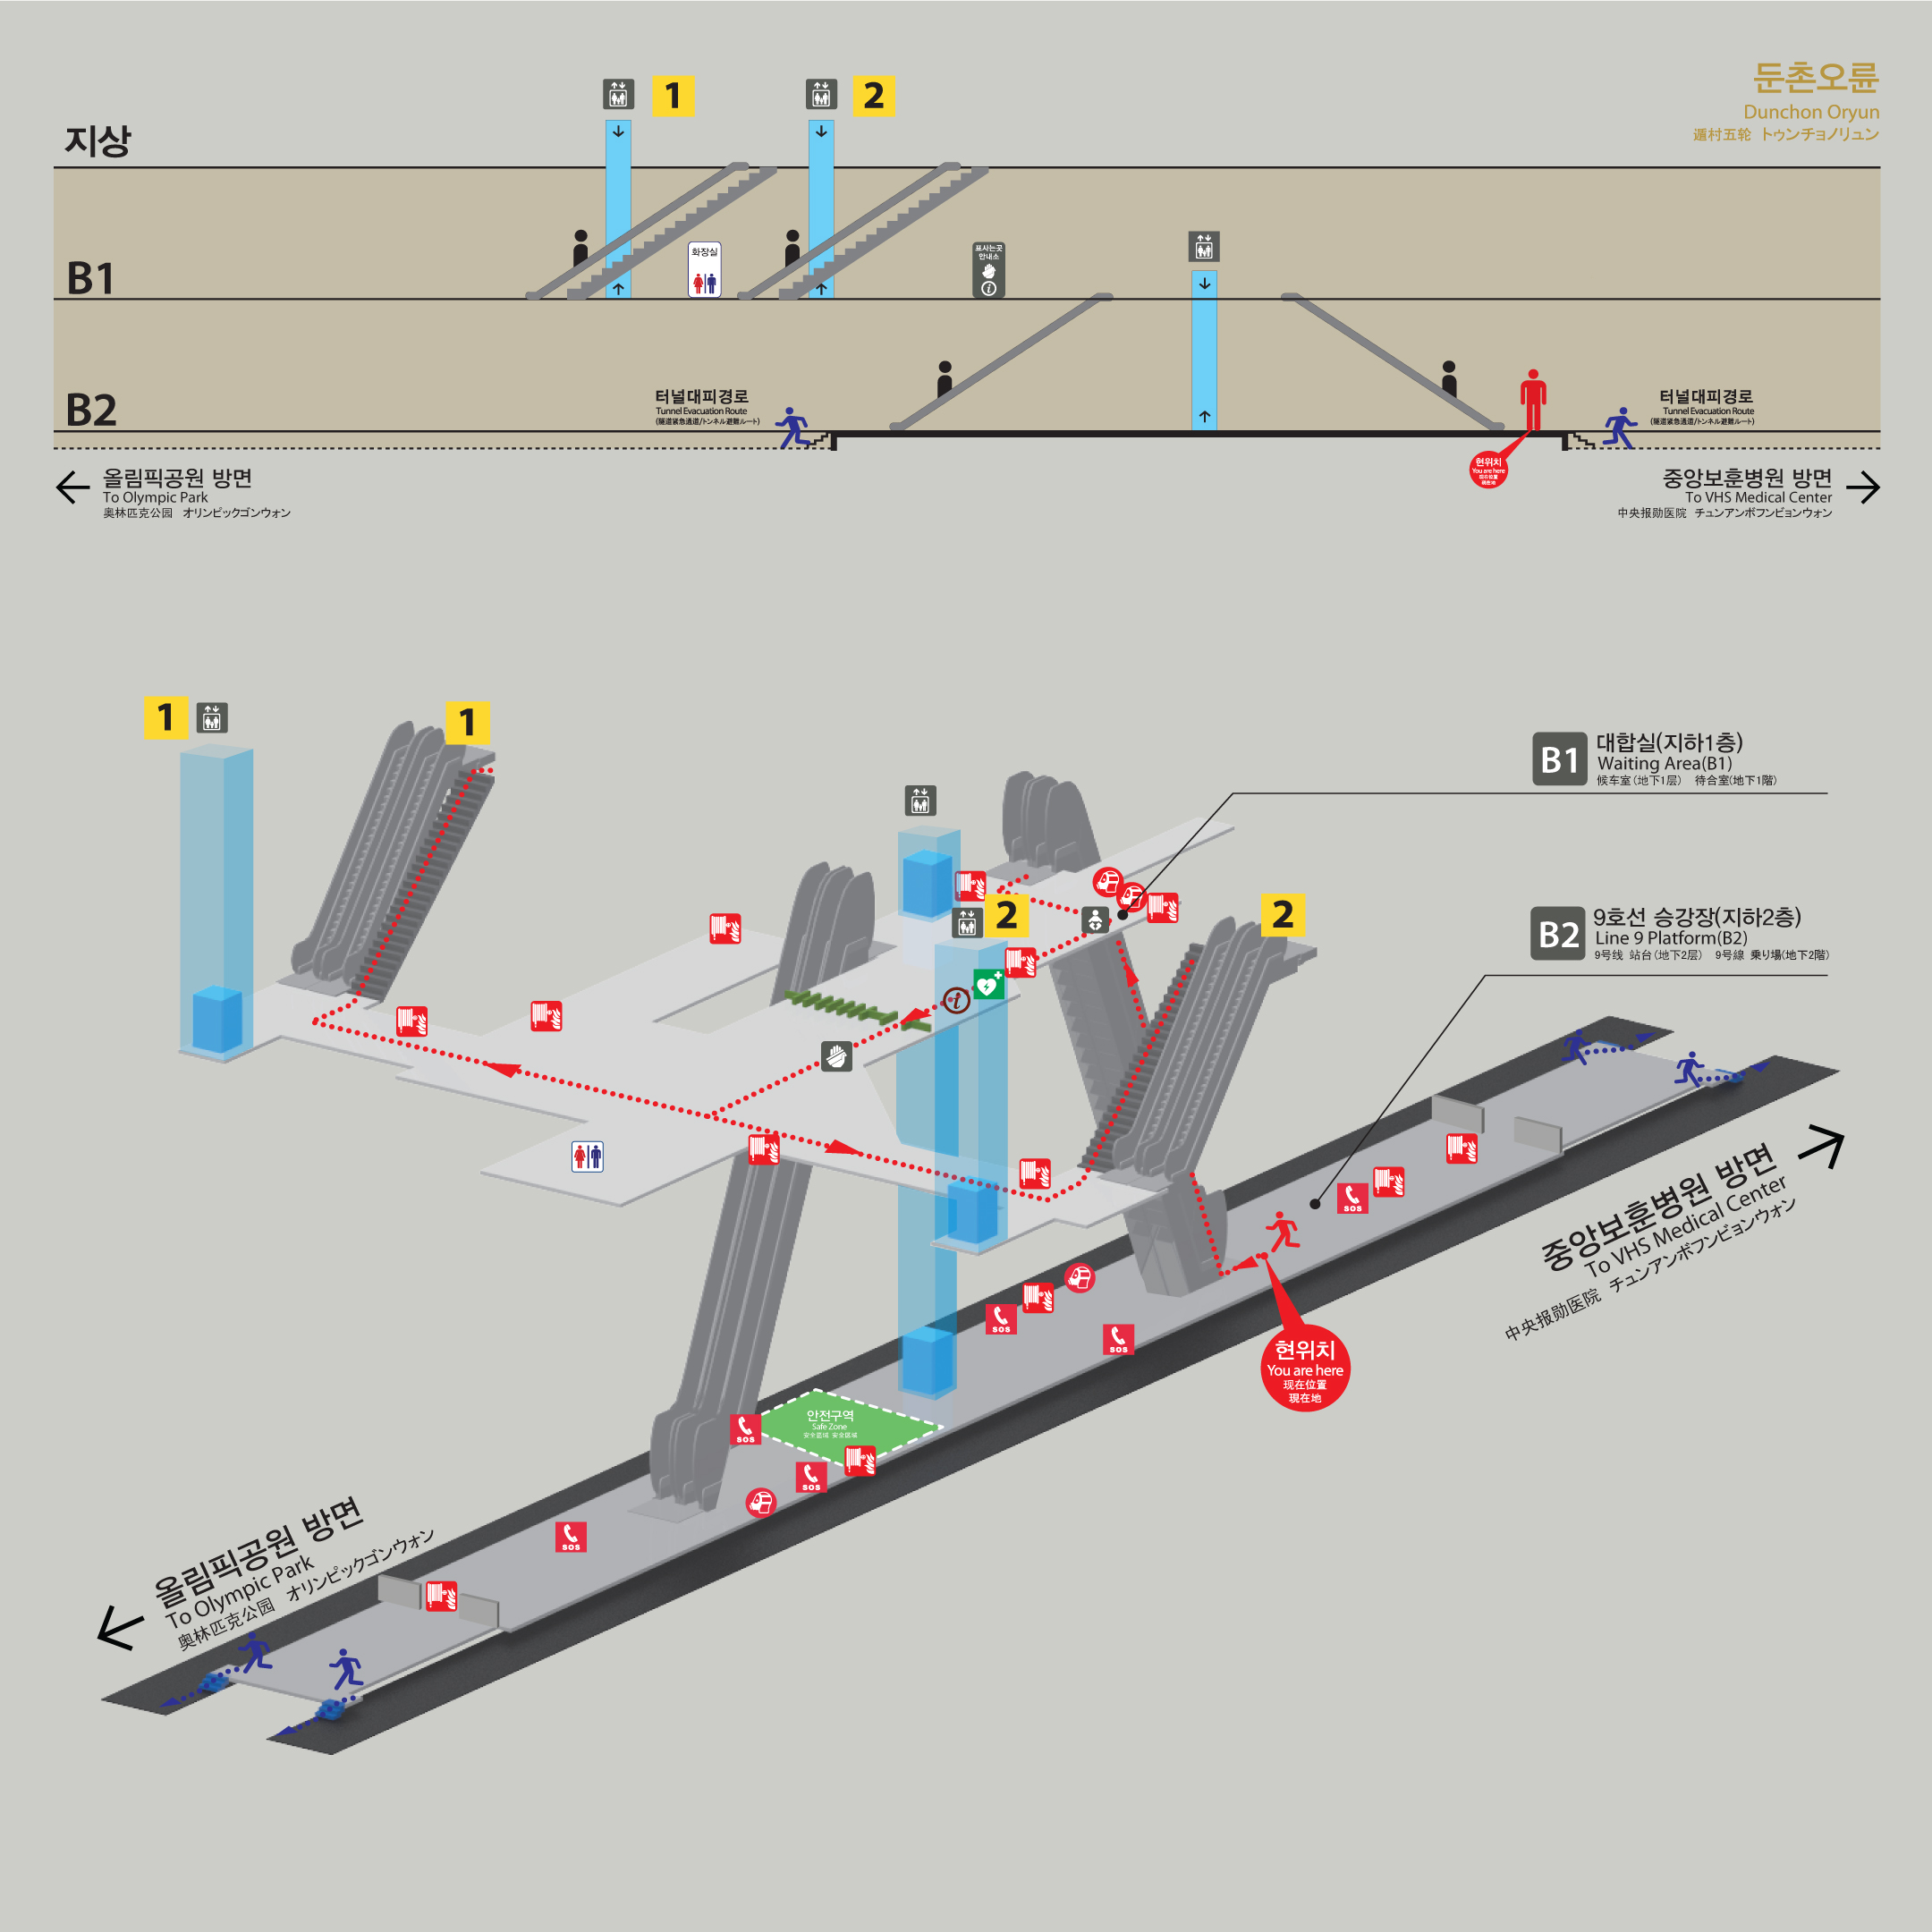 둔촌오륜
Dunchon Oryun
遁村五轮 トゥンチョノリュン
1
2
지상
B1
화장실
표사는곳
안내소
i
B2
터널대피경로
Tunnel Evacuation Route
(隧道紧急通道/トンネル避難ルート)
터널대피경로
Tunnel Evacuation Route
(隧道紧急通道/トンネル避難ルート)
현위치
You are here
现在位置
現在地
올림픽공원 방면
To Olympic Park
奥林匹克公园 オリンピックゴンウォン
중앙보훈병원 방면
To VHS Medical Center
中央报勋医院 チュンアンボフンビョンウォン
1
1
B1
대합실(지하1층)
Waiting Area(B1)
候车室(地下1层) 待合室(地下1階)
2
2
B2
9호선 승강장(지하2층)
Line 9 Platform(B2)
9号线 站台(地下2层) 9号線 乗り場(地下2階)
i
중앙보훈병원 방면
To VHS Medical Center
中央报勋医院 チュンアンボフンビョンウォン
SOS
SOS
SOS
현위치
You are here
现在位置
現在地
안전구역
Safe Zone
安全區域 安全区域
SOS
SOS
SOS
올림픽공원 방면
To Olympic Park
奥林匹克公园 オリンピックゴンウォン